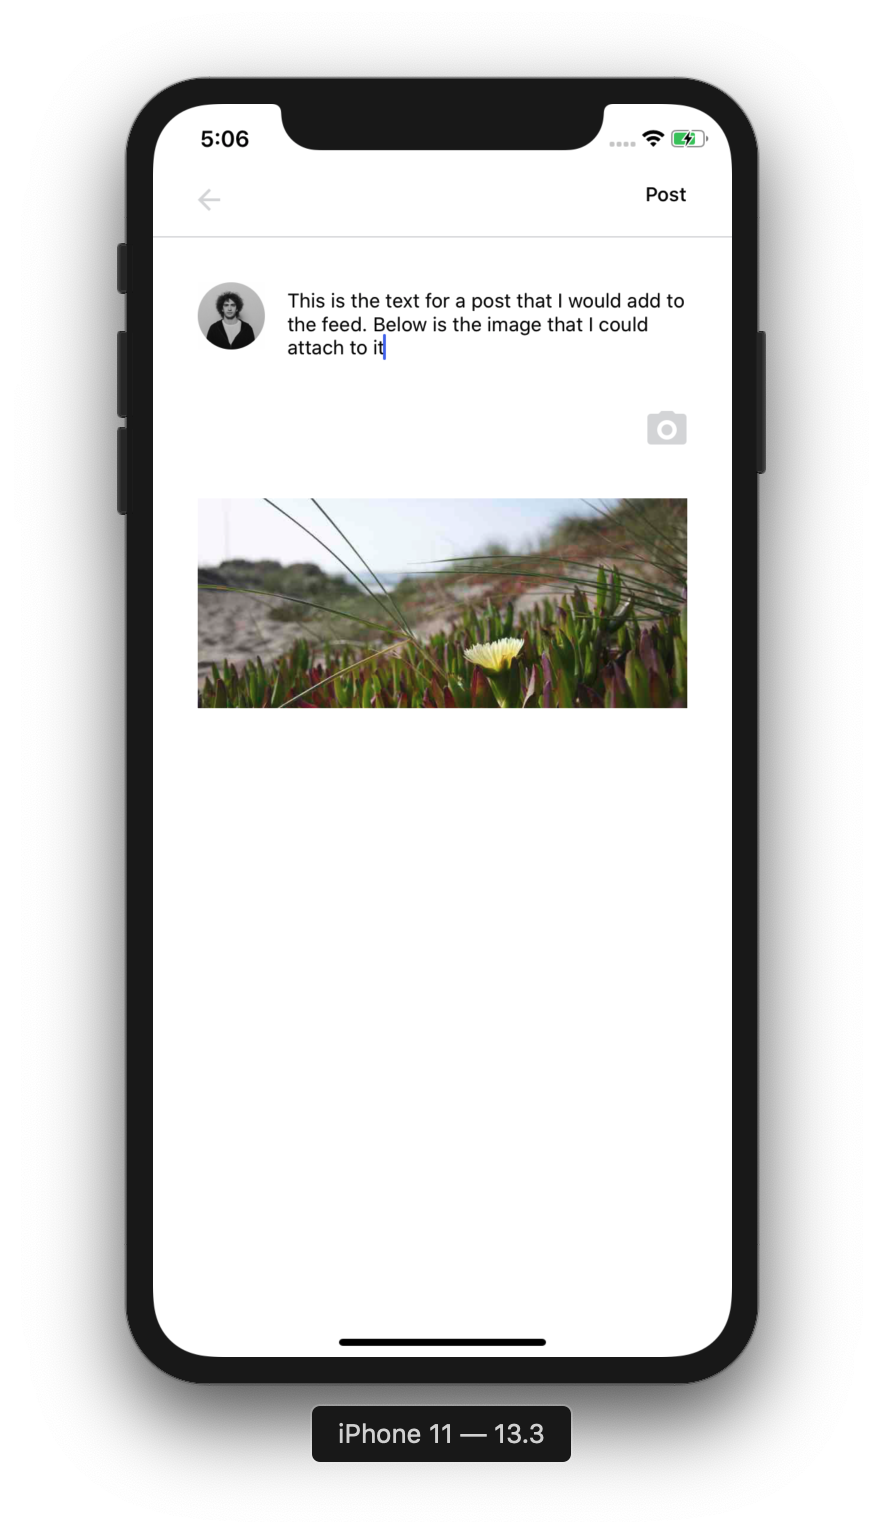 5:06
Post
This is the text for a post that I would add to
the feed. Below is the image that I could
attach to it
iPhone 11 — 13.3